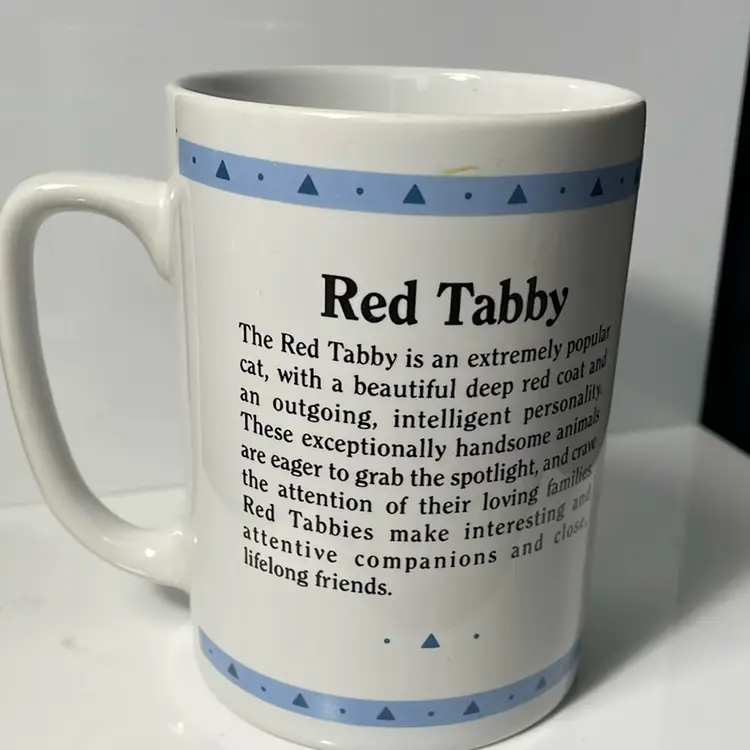 Red Tabby
The Red Tabby is an extremely popular
cat, with a beautiful deep red coat and
an outgoing, intelligent personality.
These exceptionally handsome animals
are eager to grab the spotlight, and crave
the attention of their loving families.
Red Tabbies make interesting and
attentive companions and close,
lifelong friends.